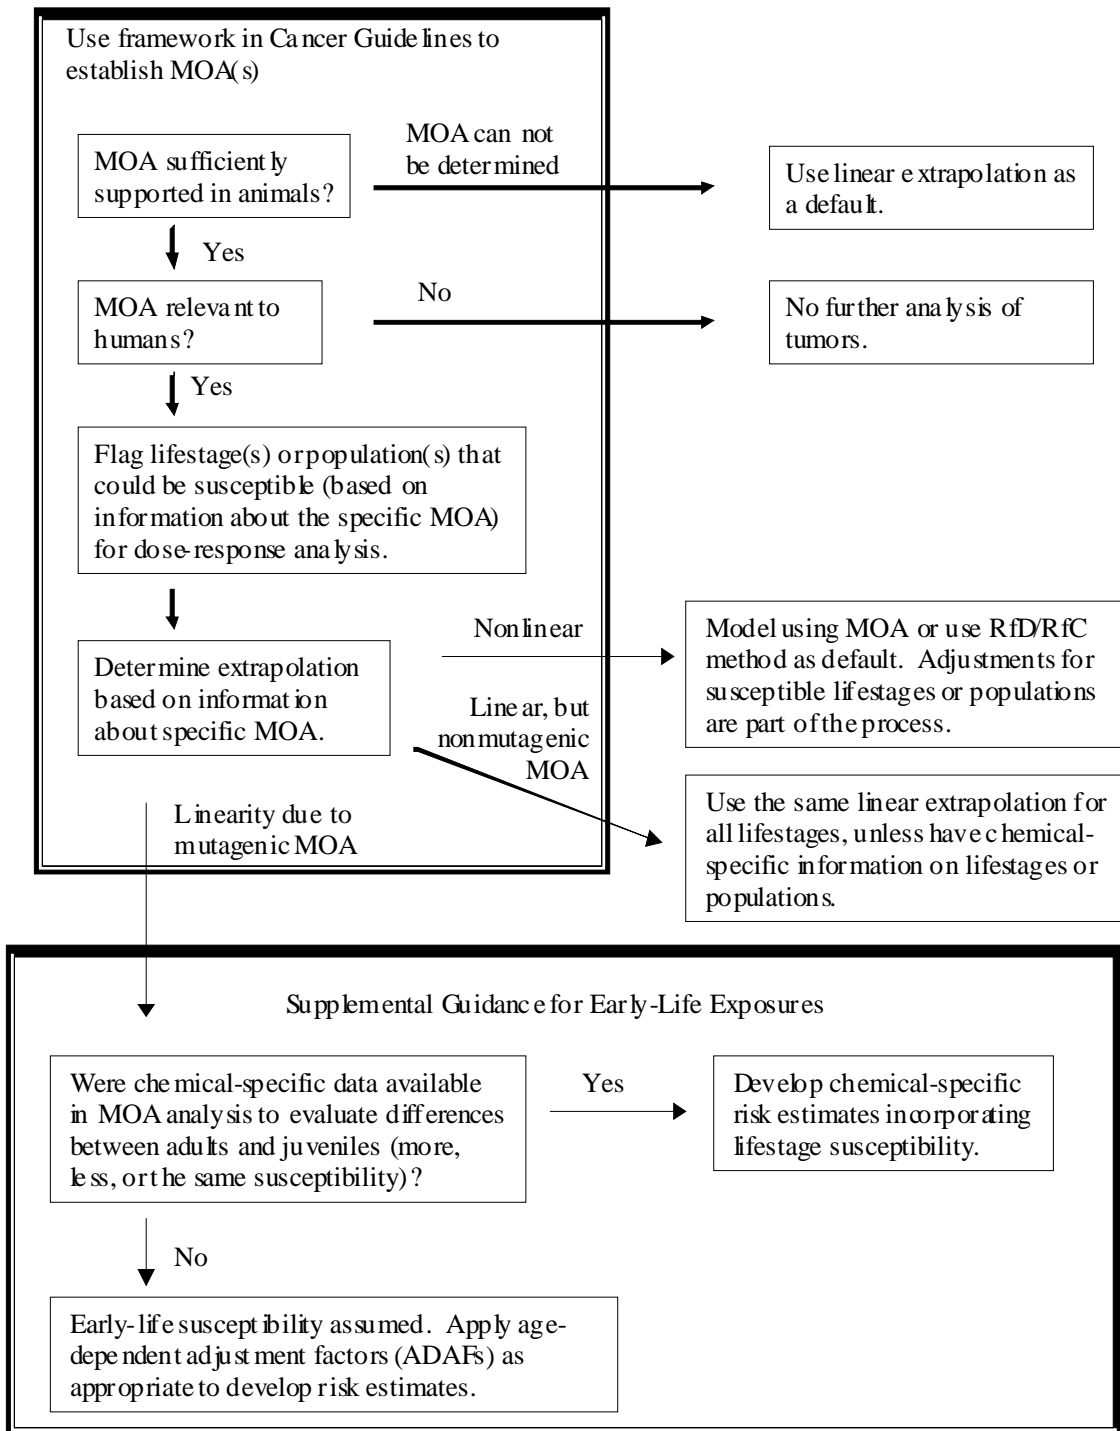 Use framework in Cancer Guidelines to
establish MOA(s)
MOA can not
be determined
MOA sufficiently
supported in animals?
Use linear extrapolation as
a default.
Yes
MOA relevant to
humans?
No
No further analysis of
tumors.
Yes
Flag lifestage(s) or population(s) that
could be susceptible (based on
information about the specific MOA)
for dose-response analysis.
Nonlinear
Model using MOA or use RfD/RfC
method as default. Adjustments for
susceptible lifestages or populations
are part of the process.
Determine extrapolation
based on information
about specific MOA.
Linear, but
nonmutagenic
MOA
Use the same linear extrapolation for
all lifestages, unless have chemical-
specific information on lifestages or
populations.
Linearity due to
mutagenic MOA
Supplemental Guidance for Early-Life Exposures
Were chemical-specific data available
in MOA analysis to evaluate differences
between adults and juveniles (more,
less, or the same susceptibility)?
Yes
Develop chemical-specific
risk estimates incorporating
lifestage susceptibility.
No
Early-life susceptibility assumed. Apply age-
dependent adjustment factors (ADAFs) as
appropriate to develop risk estimates.